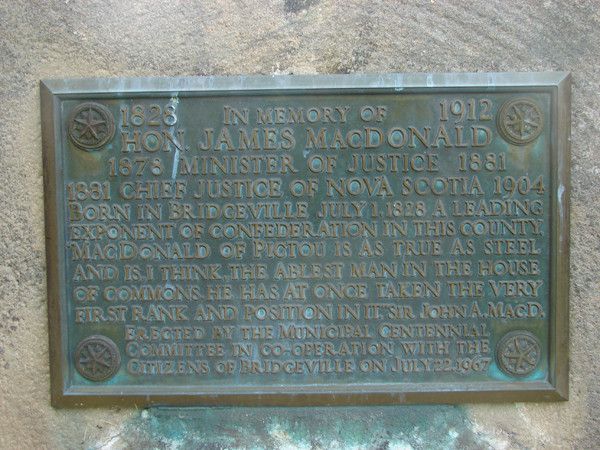 1828 IN MEMORY OF 1912
HON. JAMES MACDONALD
1878 MINISTER OF JUSTICE 1881
1881 CHIEF JUSTICE OF NOVA SCOTIA 1904
BORN IN BRIDGEVILLE JULY 1, 1828 A LEADING
EXPONENT OF CONFEDERATION IN THIS COUNTY,
"MACDONALD OF PICTOU IS AS TRUE AS STEEL
AND IS, I THINK, THE ABLEST MAN IN THE HOUSE
OF COMMONS. HE HAS AT ONCE TAKEN THE VERY
FIRST RANK AND POSITION IN IT." SIR JOHN A. MACD.
ERECTED BY THE MUNICIPAL CENTENNIAL
COMMITTEE IN CO-OPERATION WITH THE
CITIZENS OF BRIDGEVILLE ON JULY 22, 1967